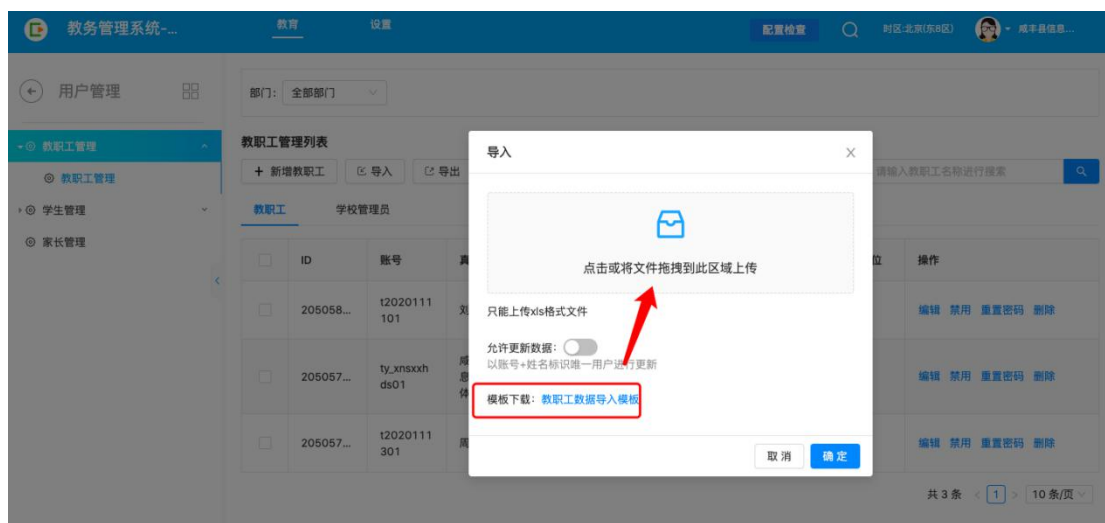 教务管理系统-...
教育
设置
配置检查
时区:北京(东8区)
咸丰县信息...
用户管理
部门:
全部部门
教职工管理
教职工管理
学生管理
家长管理
教职工管理列表
+ 新增教职工
导入
导出
请输入教职工名称进行搜索
教职工
学校管理员
ID
账号
真
位
操作
205058...
t2020111
101
刘
编辑 禁用 重置密码 删除
205057...
ty_xnsxxh
ds01
咸
息
体
编辑 禁用 重置密码 删除
205057...
t2020111
301
周
编辑 禁用 重置密码 删除
共 3 条 < 1 > 10 条/页
导入
点击或将文件拖拽到此区域上传
只能上传xls格式文件
允许更新数据:
以账号+姓名标识唯一用户进行更新
模板下载: 教职工数据导入模板
取 消
确 定